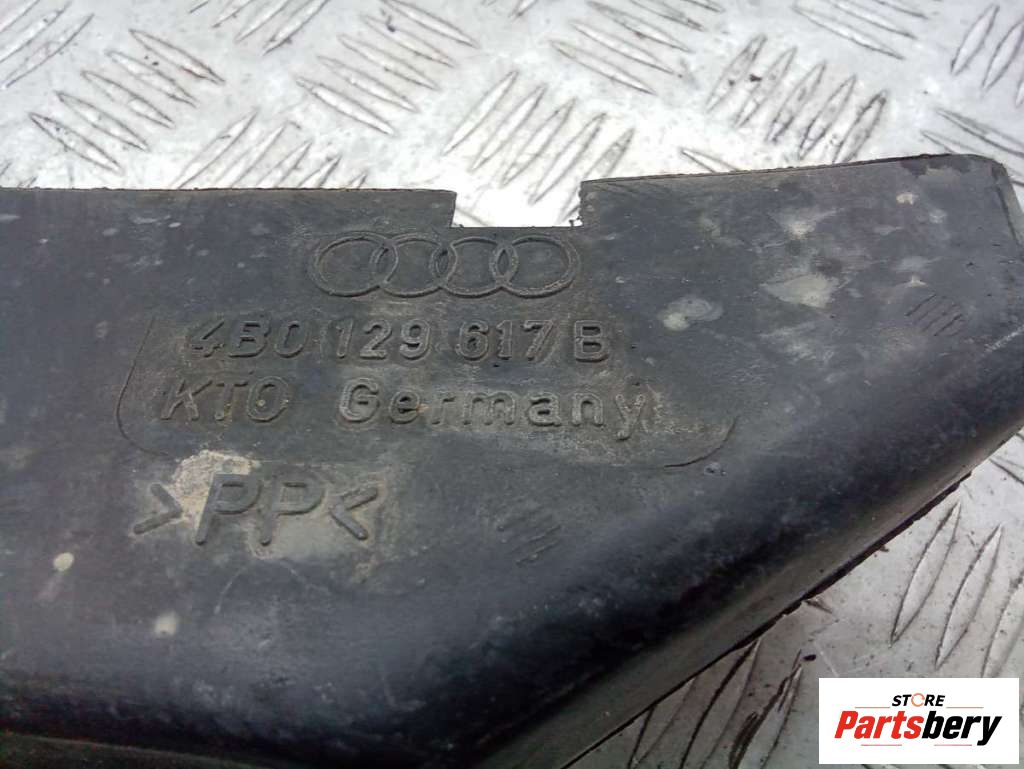 4B0 129 617 B
KTO Germany
>PP<
STORE
Partsbery